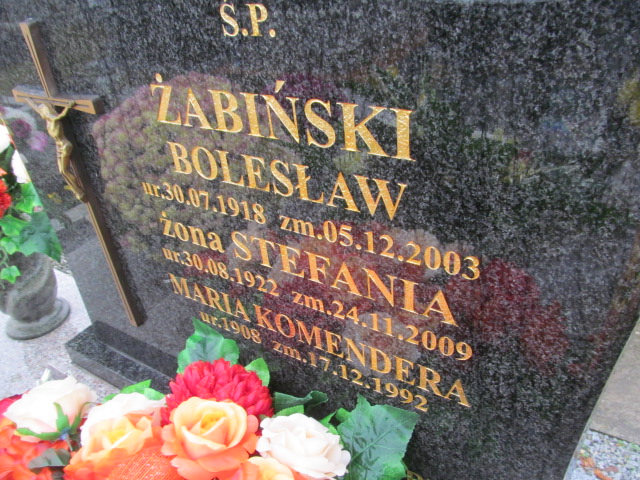 Ś.P.
ŻABIŃSKI
BOLESŁAW
ur.30.07.1918 zm.05.12.2003
żona STEFANIA
ur.30.08.1922 zm.24.11.2009
MARIA KOMENDERA
ur.1908 zm.17.12.1992